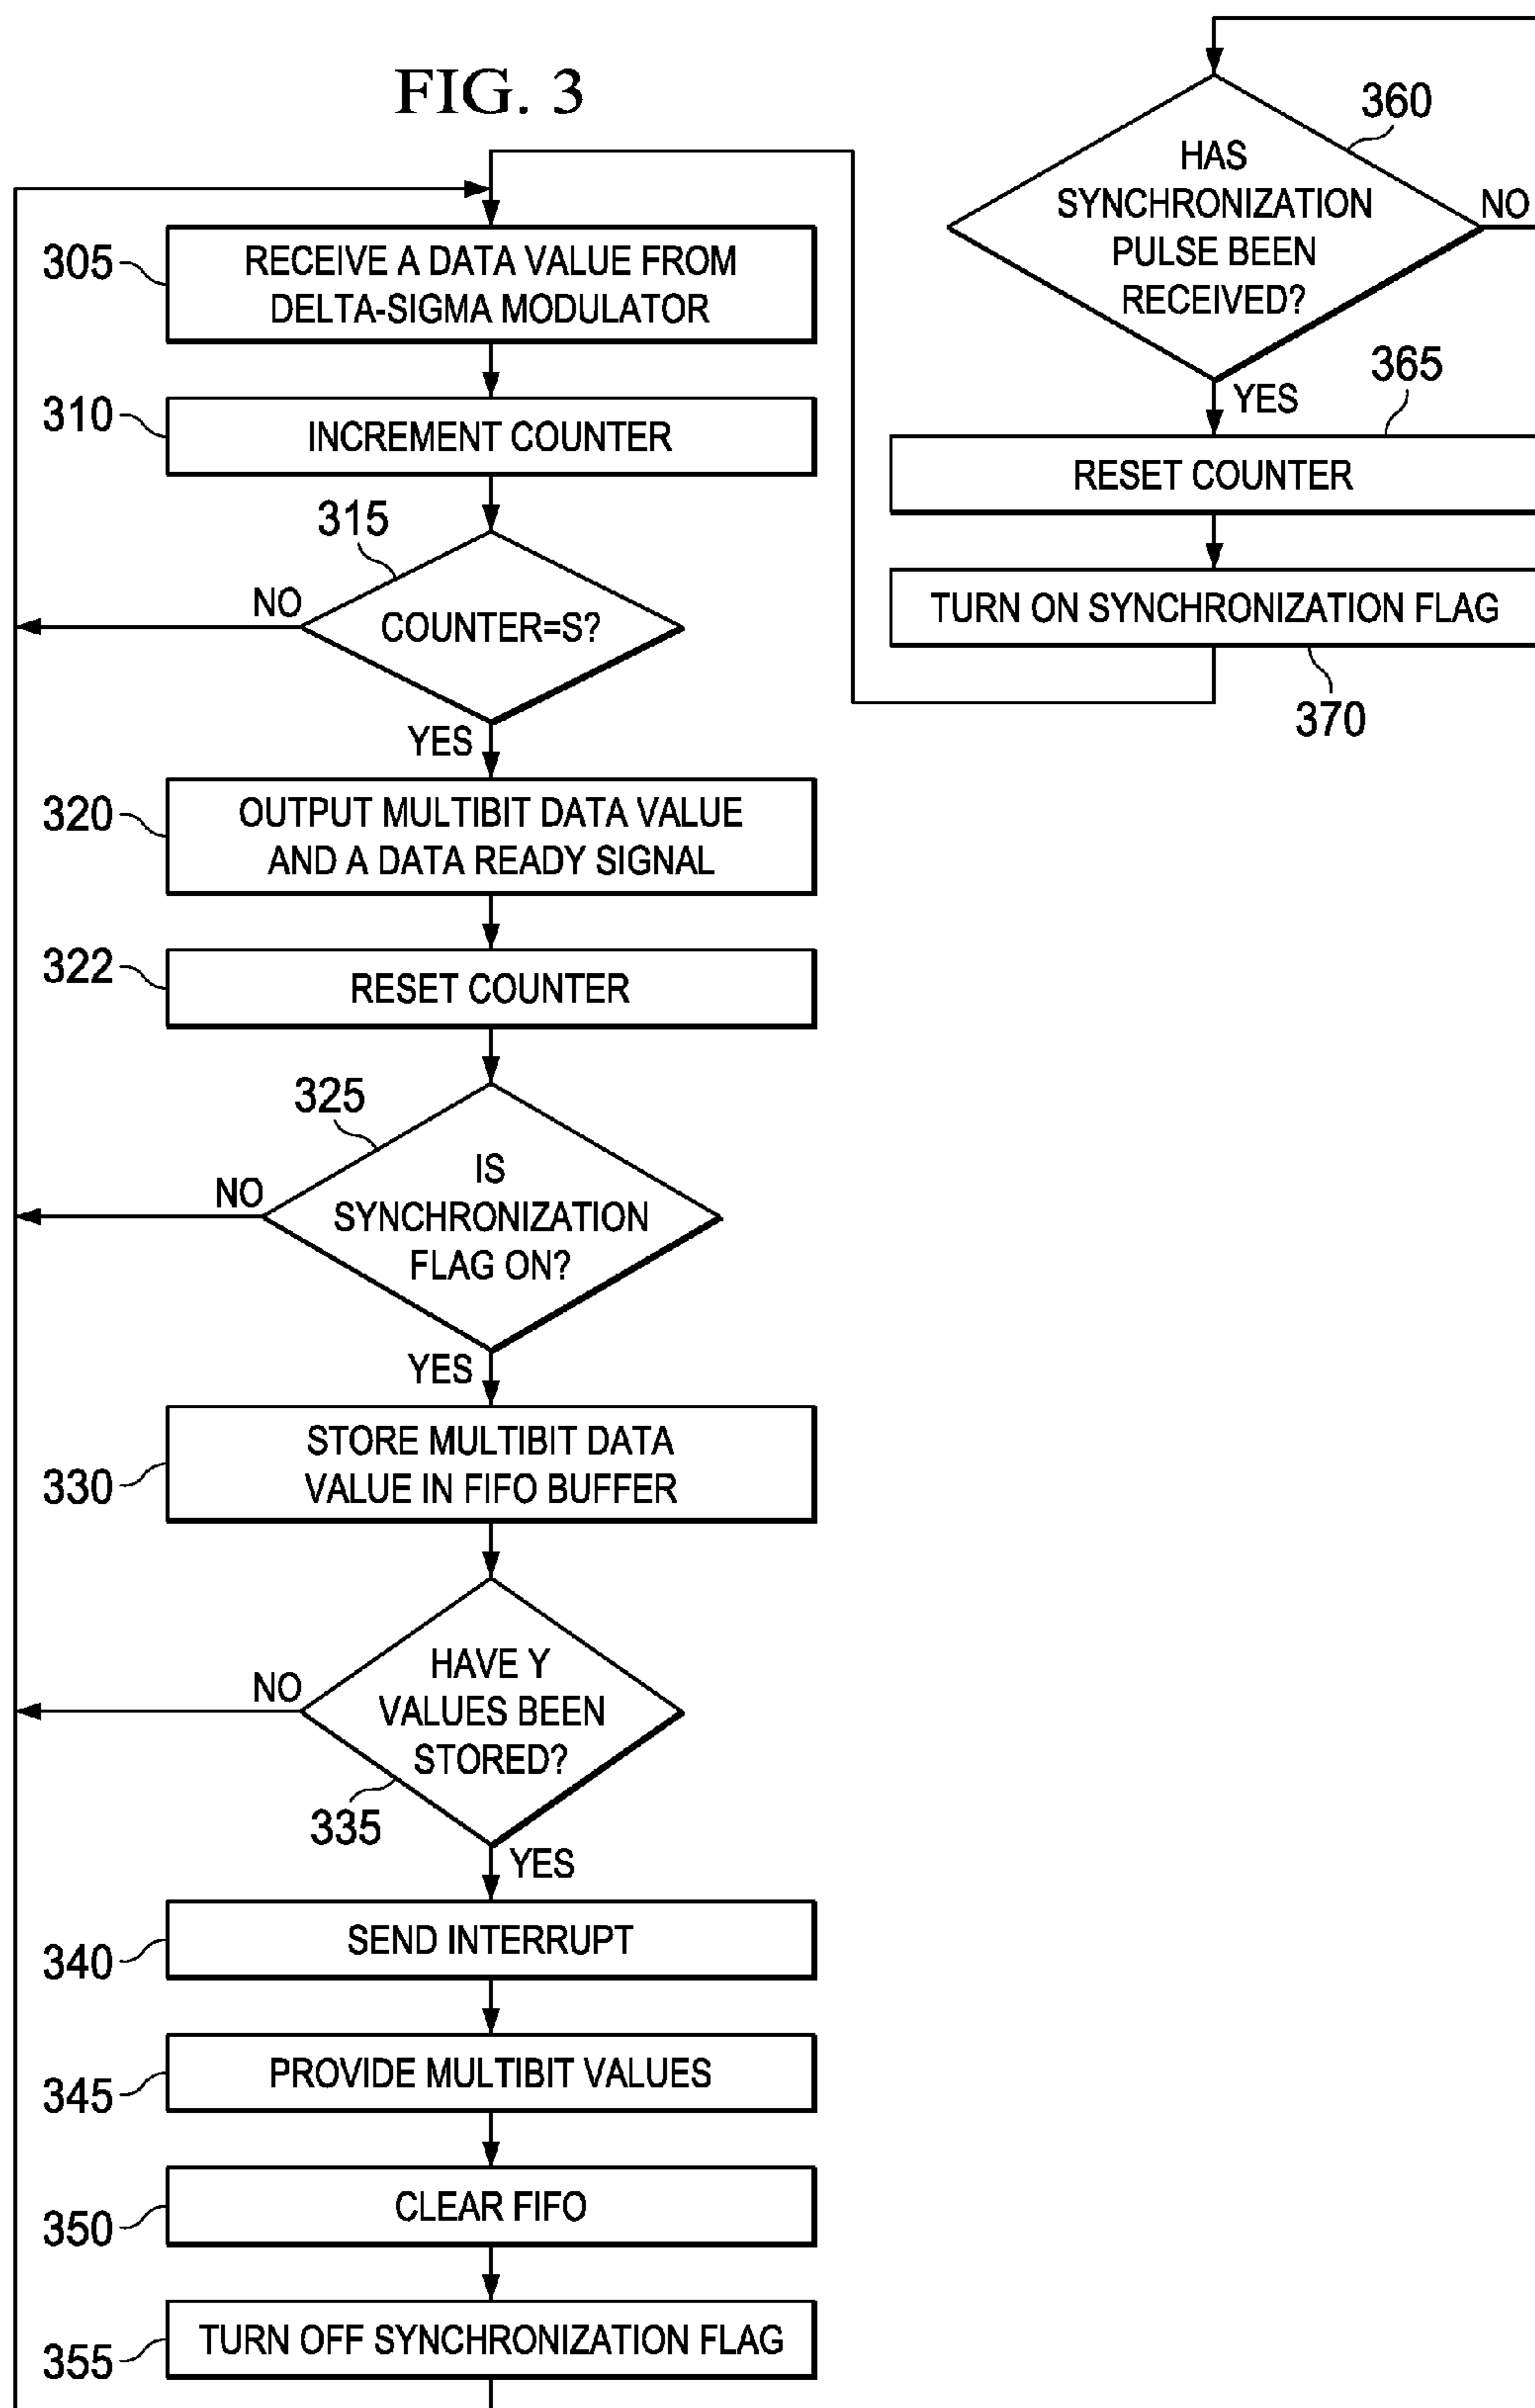 FIG. 3
305
RECEIVE A DATA VALUE FROM
DELTA-SIGMA MODULATOR
310
INCREMENT COUNTER
315
NO
COUNTER=S?
YES
320
OUTPUT MULTIBIT DATA VALUE
AND A DATA READY SIGNAL
322
RESET COUNTER
325
NO
IS
SYNCHRONIZATION
FLAG ON?
YES
330
STORE MULTIBIT DATA
VALUE IN FIFO BUFFER
NO
HAVE Y
VALUES BEEN
STORED?
335
YES
340
SEND INTERRUPT
345
PROVIDE MULTIBIT VALUES
350
CLEAR FIFO
355
TURN OFF SYNCHRONIZATION FLAG
360
HAS
SYNCHRONIZATION
PULSE BEEN
RECEIVED?
NO
YES
365
RESET COUNTER
TURN ON SYNCHRONIZATION FLAG
370